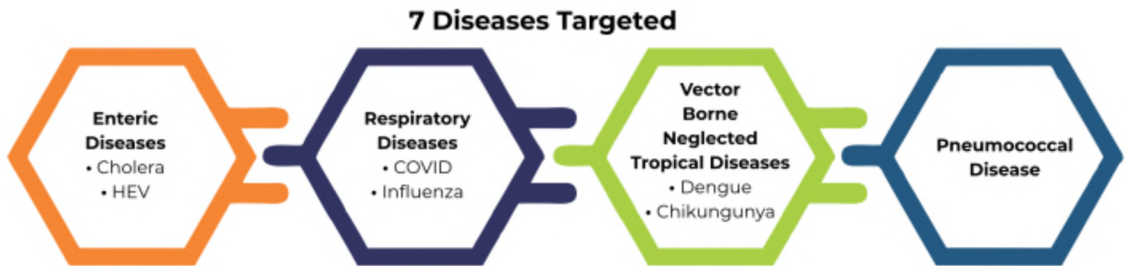 7 Diseases Targeted
Enteric
Diseases
• Cholera
• HEV
Respiratory
Diseases
• COVID
• Influenza
Vector
Borne
Neglected
Tropical Diseases
• Dengue
• Chikungunya
Pneumococcal
Disease